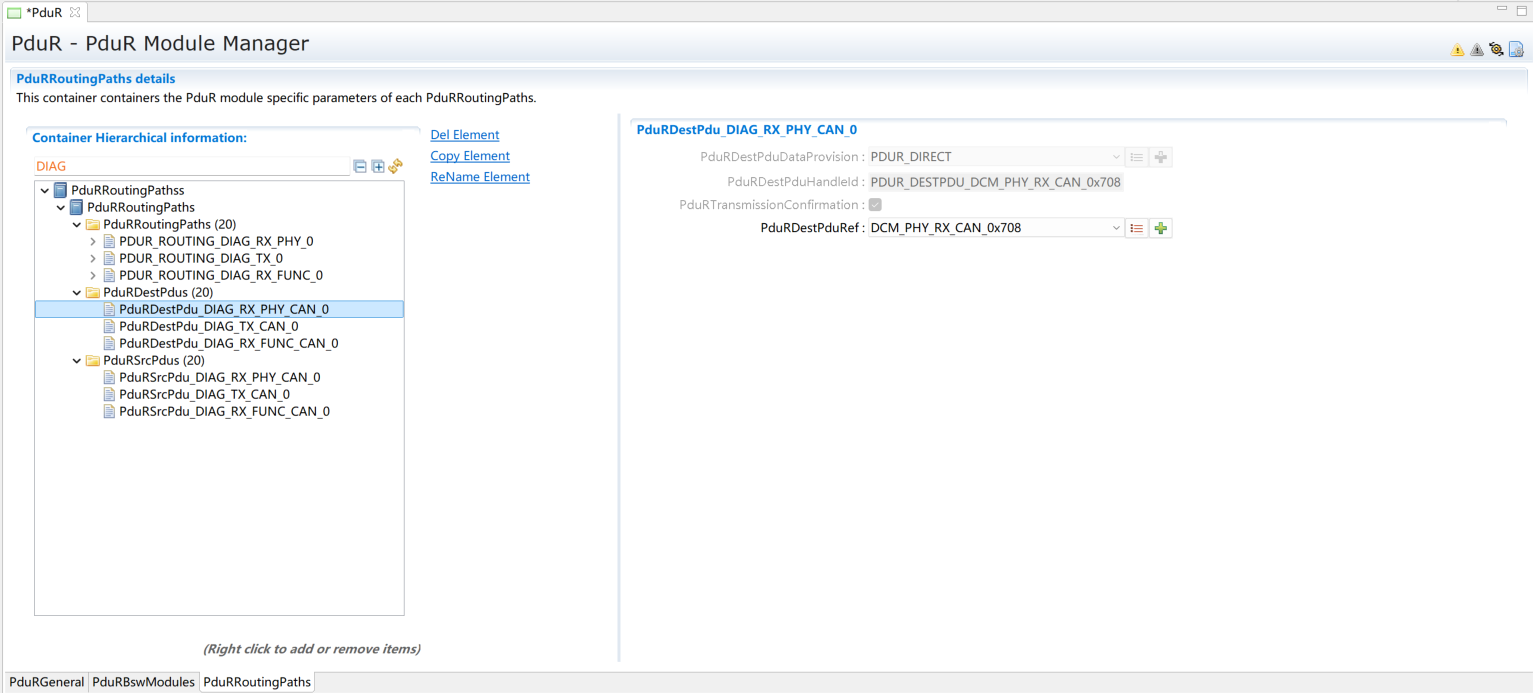 *PduR
PduR - PduR Module Manager
PduRRoutingPaths details
This container containers the PduR module specific parameters of each PduRRoutingPaths.
Container Hierarchical information:
DIAG
PduRRoutingPathss
PduRRoutingPaths
PduRRoutingPaths (20)
PDUR_ROUTING_DIAG_RX_PHY_0
PDUR_ROUTING_DIAG_TX_0
PDUR_ROUTING_DIAG_RX_FUNC_0
PduRDestPdus (20)
PduRDestPdu_DIAG_RX_PHY_CAN_0
PduRDestPdu_DIAG_TX_CAN_0
PduRDestPdu_DIAG_RX_FUNC_CAN_0
PduRSrcPdus (20)
PduRSrcPdu_DIAG_RX_PHY_CAN_0
PduRSrcPdu_DIAG_TX_CAN_0
PduRSrcPdu_DIAG_RX_FUNC_CAN_0
(Right click to add or remove items)
Del Element
Copy Element
ReName Element
PduRDestPdu_DIAG_RX_PHY_CAN_0
PduRDestPduDataProvision : PDUR_DIRECT
PduRDestPduHandleId : PDUR_DESTPDU_DCM_PHY_RX_CAN_0x708
PduRTransmissionConfirmation :
PduRDestPduRef : DCM_PHY_RX_CAN_0x708
PduRGeneral PduRBswModules PduRRoutingPaths